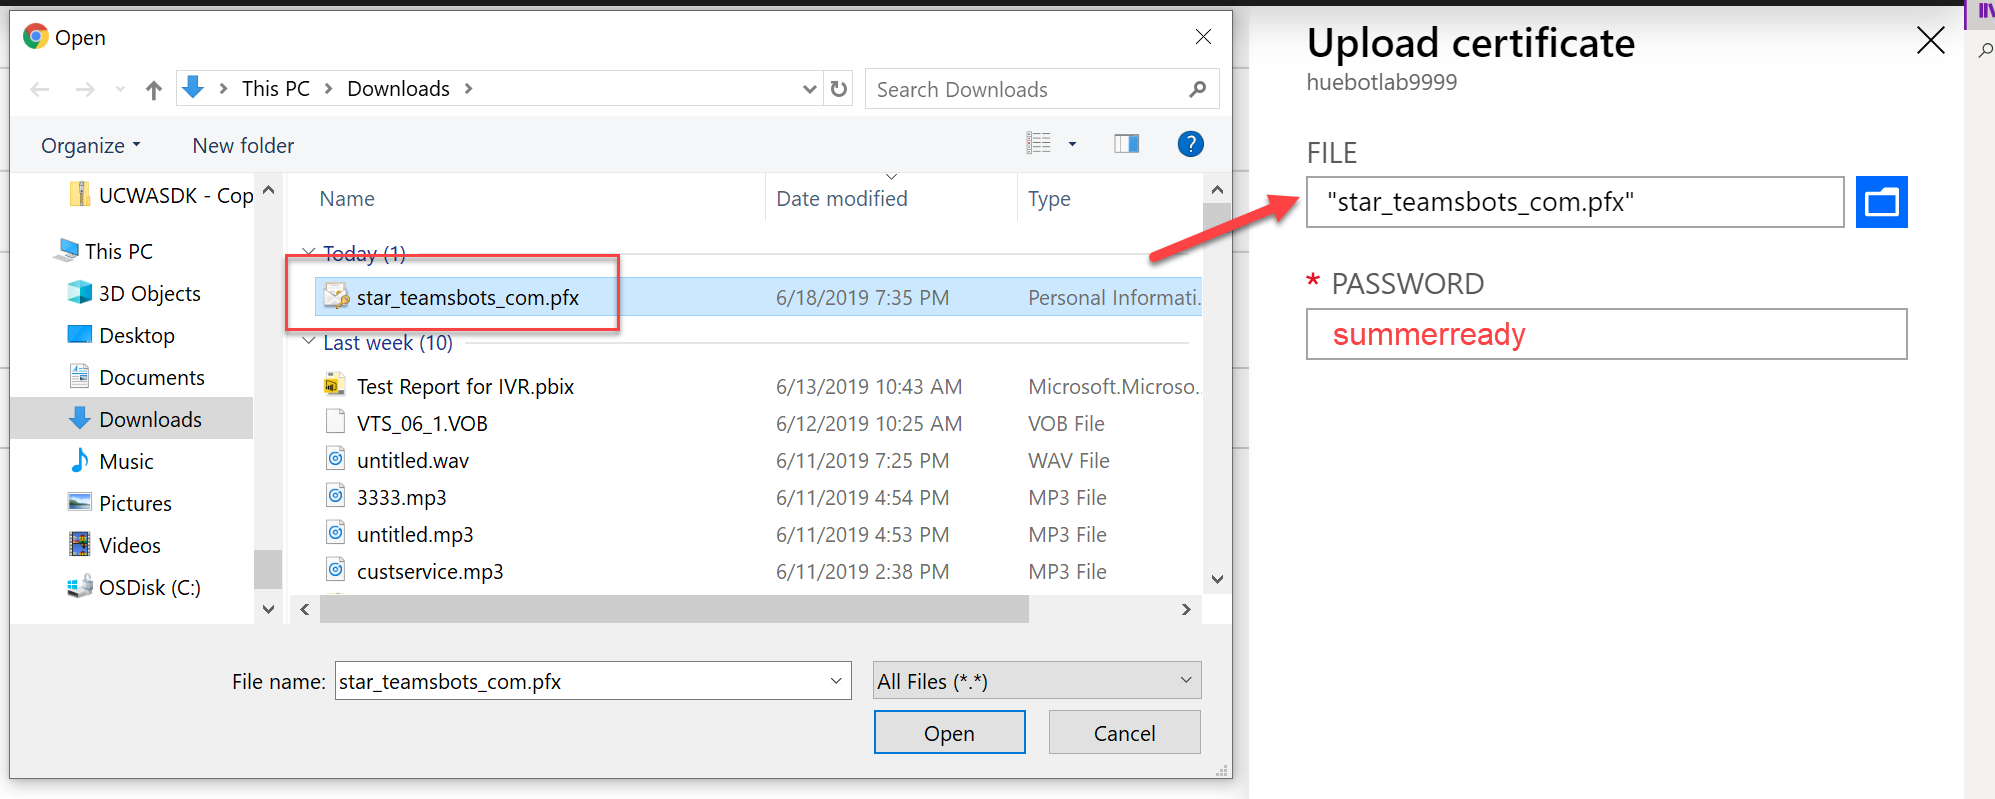 Open
This PC > Downloads >
Search Downloads
Organize
New folder
?
UCWASDK - Cop
This PC
3D Objects
Desktop
Documents
Downloads
Music
Pictures
Videos
OSDisk (C:)
Name Date modified Type
Today (1)
star_teamsbots_com.pfx 6/18/2019 7:35 PM Personal Informati.
Last week (10)
Test Report for IVR.pbix 6/13/2019 10:43 AM Microsoft.Microso..
VTS_06_1.VOB 6/12/2019 10:25 AM VOB File
untitled.wav 6/11/2019 7:25 PM WAV File
3333.mp3 6/11/2019 4:54 PM MP3 File
untitled.mp3 6/11/2019 4:53 PM MP3 File
custservice.mp3 6/11/2019 2:38 PM MP3 File
File name: star_teamsbots_com.pfx
All Files (*.*)
Open
Cancel
Upload certificate
huebotlab9999
FILE
"star_teamsbots_com.pfx"
* PASSWORD
summerready